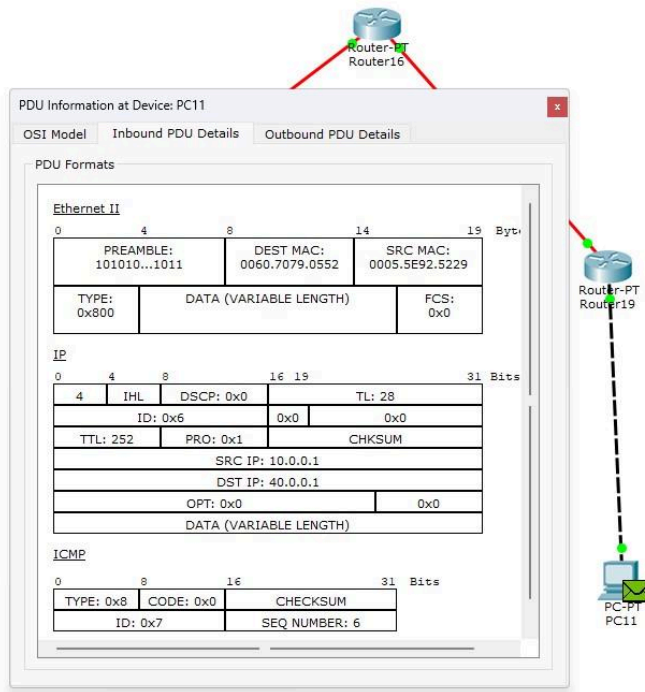 Router-PT
Router16
PDU Information at Device: PC11
x
OSI Model Inbound PDU Details Outbound PDU Details
PDU Formats
Ethernet II
0 4 8 14 19 Byt
PREAMBLE: DEST MAC: SRC MAC:
101010...1011 0060.7079.0552 0005.5E92.5229
TYPE: DATA (VARIABLE LENGTH) FCS:
0x800 0x0
IP
0 4 8 16 19 31 Bits
4 IHL DSCP: 0x0 TL: 28
ID: 0x6 0x0 0x0
TTL: 252 PRO: 0x1 CHKSUM
SRC IP: 10.0.0.1
DST IP: 40.0.0.1
OPT: 0x0 0x0
DATA (VARIABLE LENGTH)
ICMP
0 8 16 31 Bits
TYPE: 0x8 CODE: 0x0 CHECKSUM
ID: 0x7 SEQ NUMBER: 6
Router-PT
Router19
PC-PT
PC11